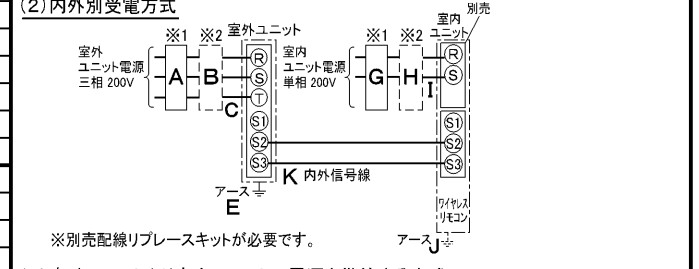 (2)内外別受電方式
別売
※1 ※2 室外ユニット
※1 ※2 室内ユニット
室外
ユニット電源
三相 200V
A
B
C
R
S
T
S1
S2
S3
室内
ユニット電源
単相 200V
G
H
I
R
S
S1
S2
S3
K 内外信号線
アース
E
ワイヤレス
リモコン
アース
J
※別売配線リプレースキットが必要です。